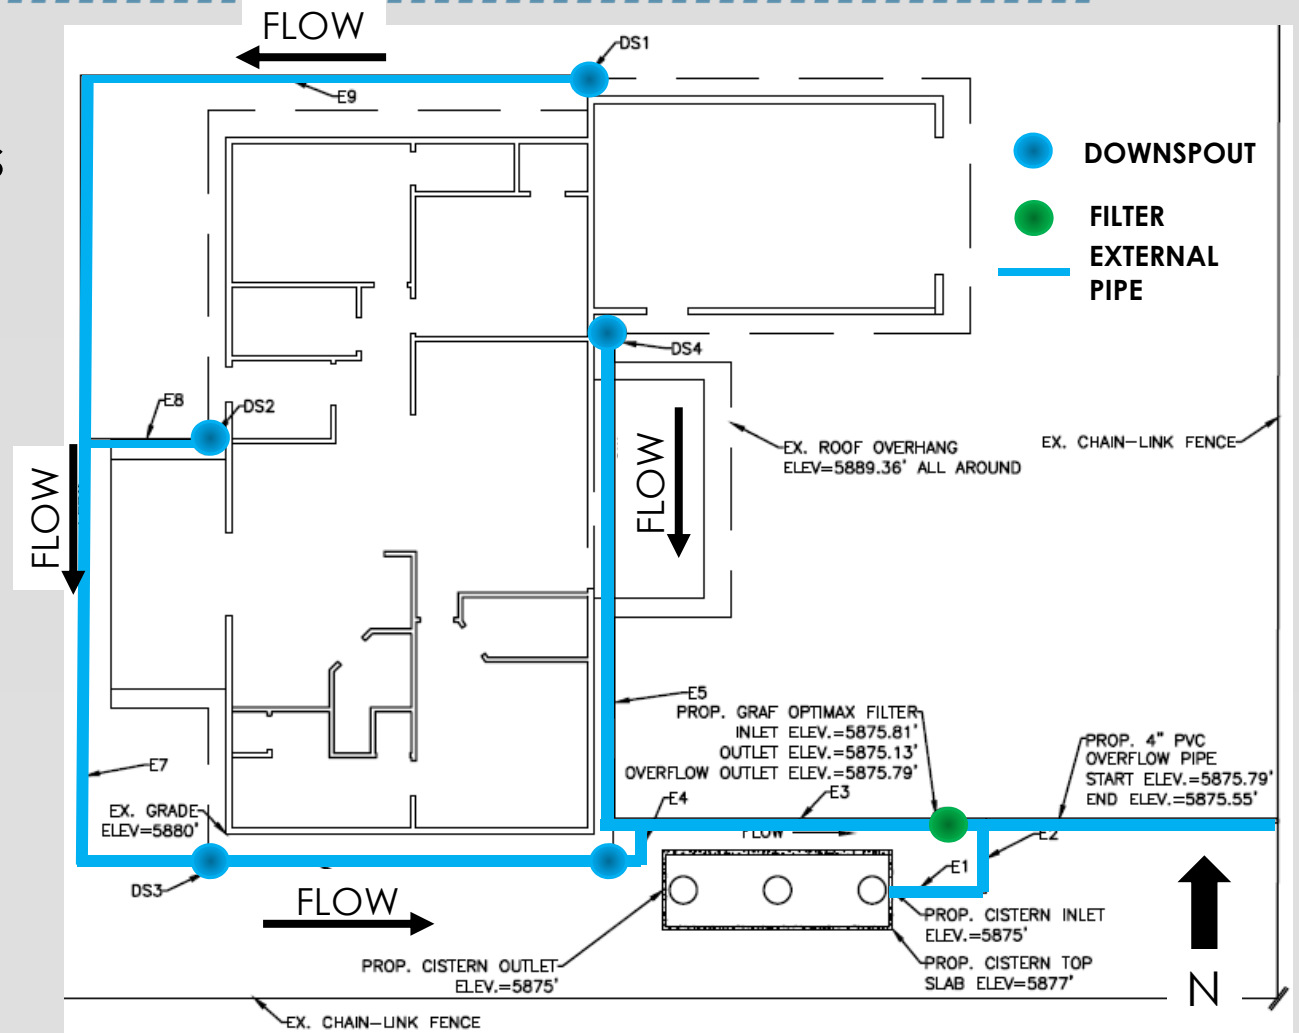 FLOW
DS1
E9
S
DOWNSPOUT
FILTER
EXTERNAL
PIPE
DS4
E8
DS2
EX. ROOF OVERHANG
ELEV=5889.36' ALL AROUND
EX. CHAIN-LINK FENCE
FLOW
FLOW
E5
PROP. GRAF OPTIMAX FILTER
INLET ELEV.=5875.81'
OUTLET ELEV.=5875.13'
OVERFLOW OUTLET ELEV.=5875.79'
PROP. 4" PVC
OVERFLOW PIPE
START ELEV.=5875.79'
END ELEV.=5875.55'
E7
E4
E3
EX. GRADE
ELEV=5880'
FLOW
E2
E1
DS3
FLOW
PROP. CISTERN INLET
ELEV.=5875'
PROP. CISTERN OUTLET
ELEV.=5875'
PROP. CISTERN TOP
SLAB ELEV=5877'
N
EX. CHAIN-LINK FENCE